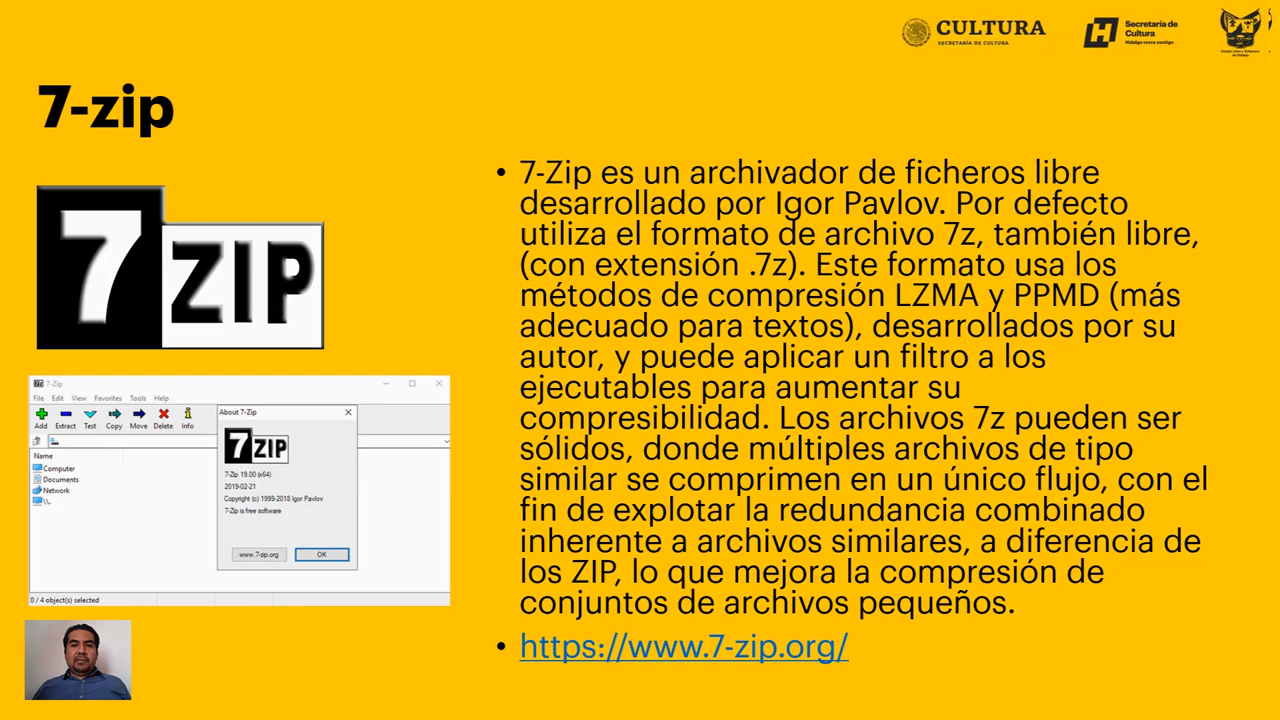 CULTURA
SECRETARÍA DE CULTURA
Secretaría de
Cultura
Hidalgo crece contigo
7-zip
7 ZIP
• 7-Zip es un archivador de ficheros libre
desarrollado por Igor Pavlov. Por defecto
utiliza el formato de archivo 7z, también libre,
(con extensión .7z). Este formato usa los
métodos de compresión LZMA y PPMD (más
adecuado para textos), desarrollados por su
autor, y puede aplicar un filtro a los
ejecutables para aumentar su
compresibilidad. Los archivos 7z pueden ser
sólidos, donde múltiples archivos de tipo
similar se comprimen en un único flujo, con el
fin de explotar la redundancia combinado
inherente a archivos similares, a diferencia de
los ZIP, lo que mejora la compresión de
conjuntos de archivos pequeños.
• https://www.7-zip.org/
7-Zip
File Edit View Favorites Tools Help
Add Extract Test Copy Move Delete Info
Name
Computer
Documents
Network
\\.
0 / 4 object(s) selected
About 7-Zip
7 ZIP
7-Zip 19.00 (x64)
2019-02-21
Copyright (c) 1999-2018 Igor Pavlov
7-Zip is free software
www.7-zip.org OK